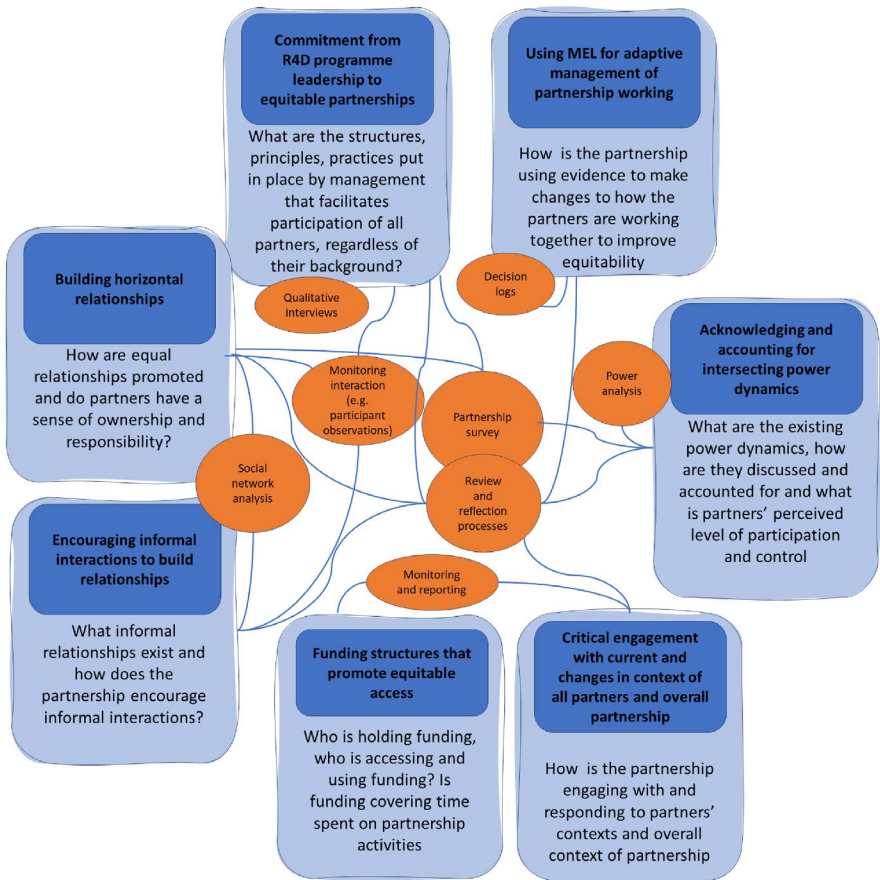 Commitment from
R4D programme
leadership to
equitable partnerships
What are the structures,
principles, practices put
in place by management
that facilitates
participation of all
partners, regardless of
their background?
Using MEL for adaptive
management of
partnership working
How  is the partnership
using evidence to make
changes to how the
partners are working
together to improve
equitability
Building horizontal
relationships
How are equal
relationships promoted
and do partners have a
sense of ownership and
responsibility?
Qualitative
interviews
Decision
logs
Monitoring
interaction
(e.g.
participant
observations)
Partnership
survey
Power
analysis
Acknowledging and
accounting for
intersecting power
dynamics
What are the existing
power dynamics, how
are they discussed and
accounted for and what
is partners’ perceived
level of participation
and control
Social
network
analysis
Review
and
reflection
processes
Encouraging informal
interactions to build
relationships
What informal
relationships exist and
how does the
partnership encourage
informal interactions?
Monitoring
and reporting
Funding structures that
promote equitable
access
Who is holding funding,
who is accessing and
using funding? Is
funding covering time
spent on partnership
activities
Critical engagement
with current and
changes in context of
all partners and overall
partnership
How  is the partnership
engaging with and
responding to partners’
contexts and overall
context of partnership